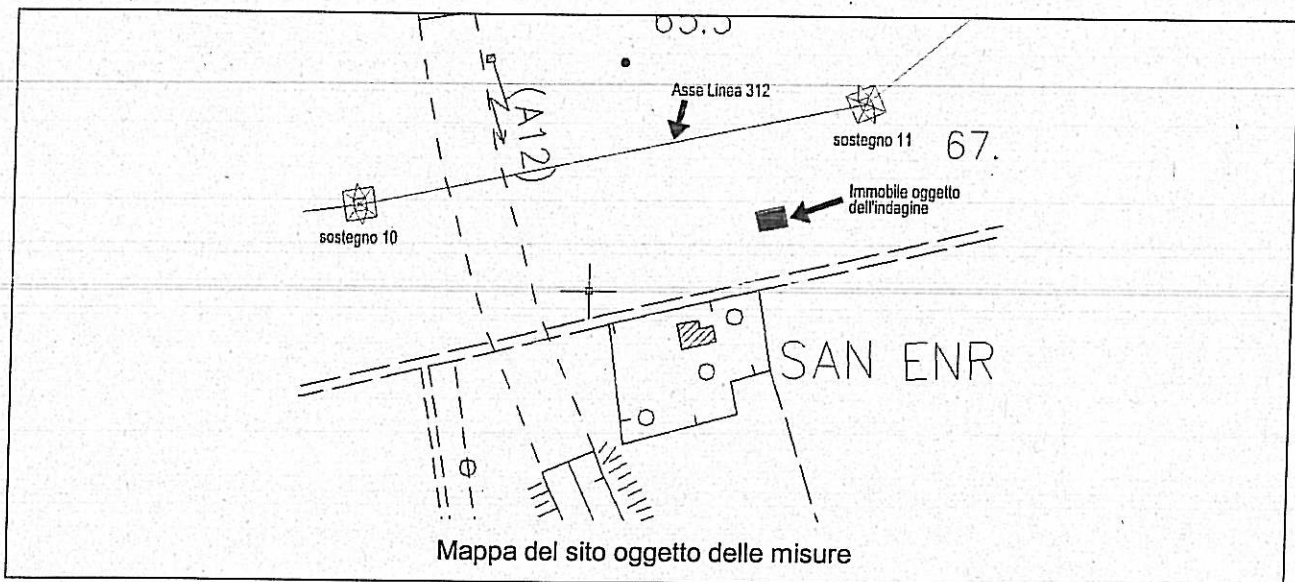 Asse Linea 312
(A12)
sostegno 11
67.
Immobile oggetto
dell'indagine
sostegno 10
SAN ENR
Mappa del sito oggetto delle misure